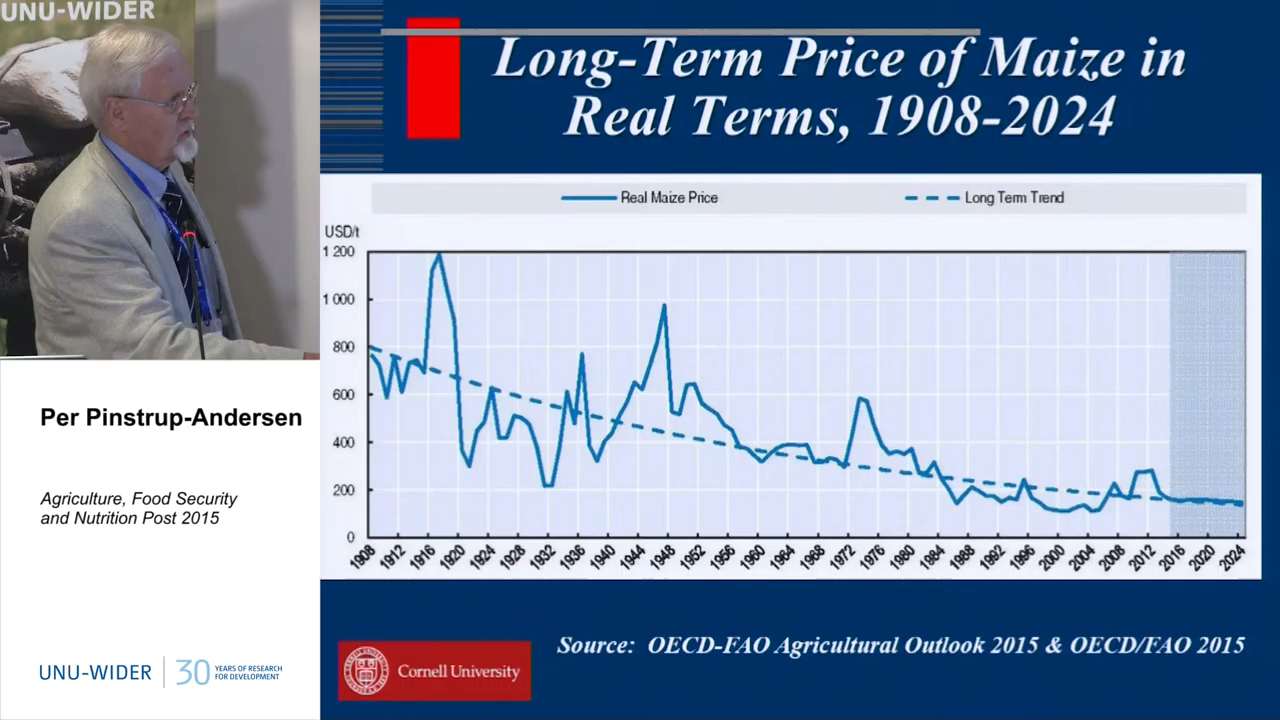 UNU-WIDER
Long-Term Price of Maize in
Real Terms, 1908-2024
Real Maize Price
Long Term Trend
USD/t
1 200
1 000
800
600
400
200
0
1908 1912 1916 1920 1924 1928 1932 1936 1940 1944 1948 1952 1956 1960 1964 1968 1972 1976 1980 1984 1988 1992 1996 2000 2004 2008 2012 2016 2020 2024
Per Pinstrup-Andersen
Agriculture, Food Security
and Nutrition Post 2015
Source: OECD-FAO Agricultural Outlook 2015 & OECD/FAO 2015
UNU-WIDER
30 YEARS OF RESEARCH
FOR DEVELOPMENT
Cornell University